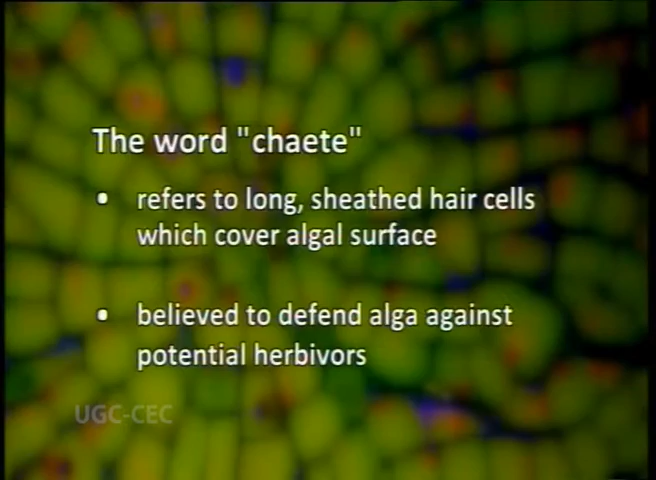 The word "chaete"
• refers to long, sheathed hair cells
which cover algal surface
• believed to defend alga against
potential herbivors
UGC-CEC